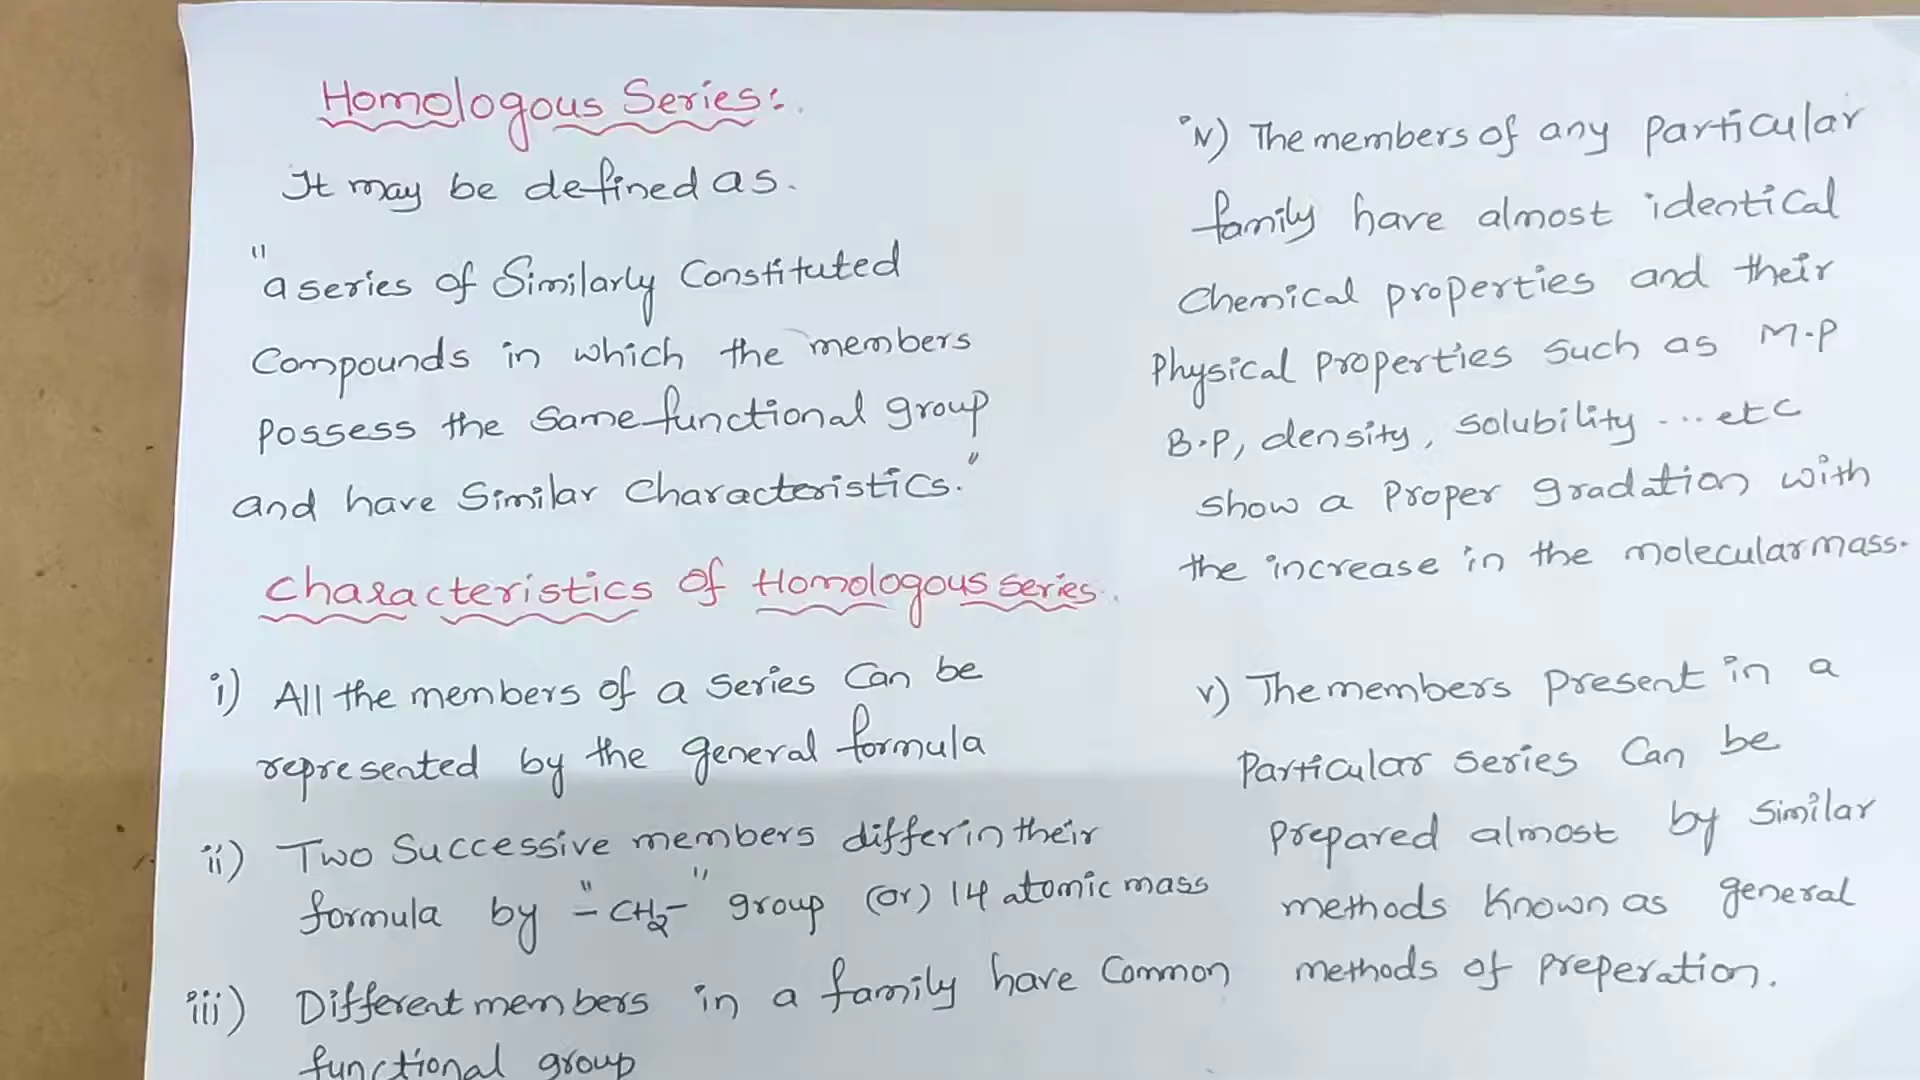 Homologous Series:
It may be defined as.
"a series of Similarly Constituted
Compounds in which the members
Possess the Same functional group
and have Similar Characteristics."
Characteristics of Homologous series.
i) All the members of a Series Can be
represented by the general formula
ii) Two Successive members differ in their
formula by "-CH2-" group (or) 14 atomic mass
iii) Different members in a family have Common
functional group
iv) The members of any Particular
family have almost identical
Chemical properties and their
Physical Properties such as M.P
B.P, density, solubility ... etc
show a Proper gradation with
the increase in the molecular mass.
v) The members Present in a
Particular series Can be
Prepared almost by Similar
methods Known as general
methods of preperation.